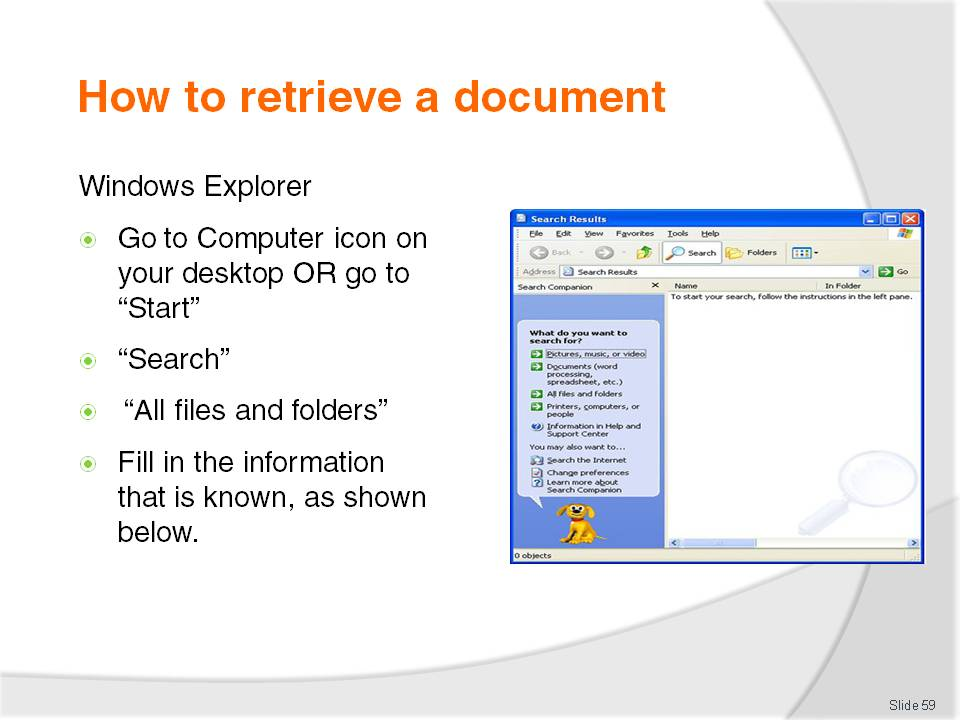 How to retrieve a document
Windows Explorer
Go to Computer icon on
your desktop OR go to
“Start”
“Search”
“All files and folders”
Fill in the information
that is known, as shown
below.
Search Results
File Edit View Favorites Tools Help
Back Search Folders
Address Search Results Go
Search Companion
Name In Folder
To start your search, follow the instructions in the left pane.
What do you want to
search for?
Pictures, music, or video
Documents (word
processing,
spreadsheet, etc.)
All files and folders
Printers, computers, or
people
Information in Help and
Support Center
You may also want to...
Search the Internet
Change preferences
Learn more about
Search Companion
0 objects
Slide 59